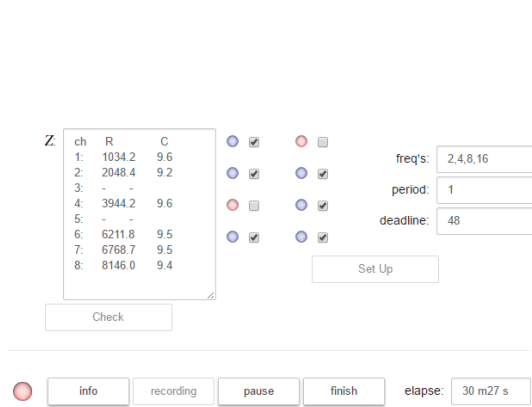 Z:
ch R C
1: 1034.2 9.6
2: 2048.4 9.2
3: - -
4: 3944.2 9.6
5: - -
6: 6211.8 9.5
7: 6768.7 9.5
8: 8146.0 9.4
Check
freq's: 2,4,8,16
period: 1
deadline: 48
Set Up
info recording pause finish elapse: 30 m27 s